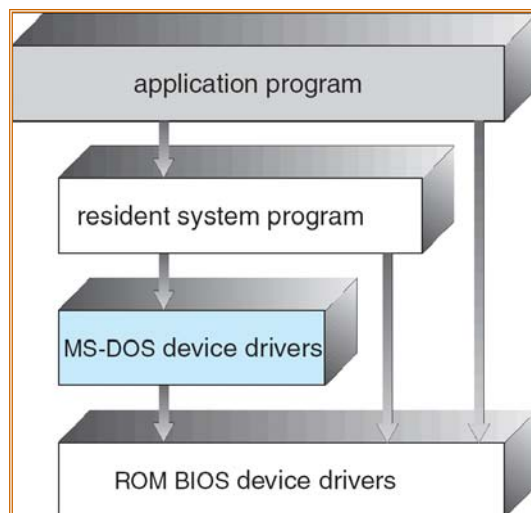 application program
resident system program
MS-DOS device drivers
ROM BIOS device drivers